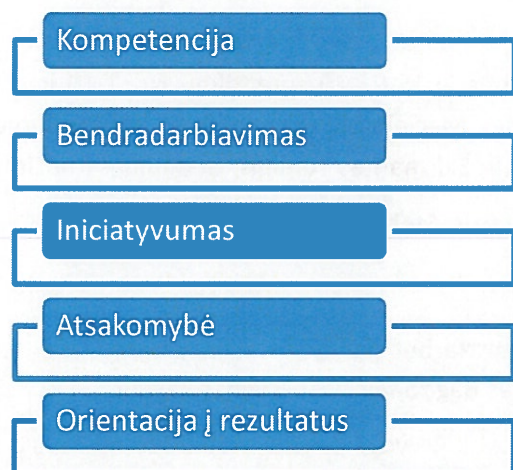 Kompetencija
Bendradarbiavimas
Iniciatyvumas
Atsakomybė
Orientacija į rezultatus